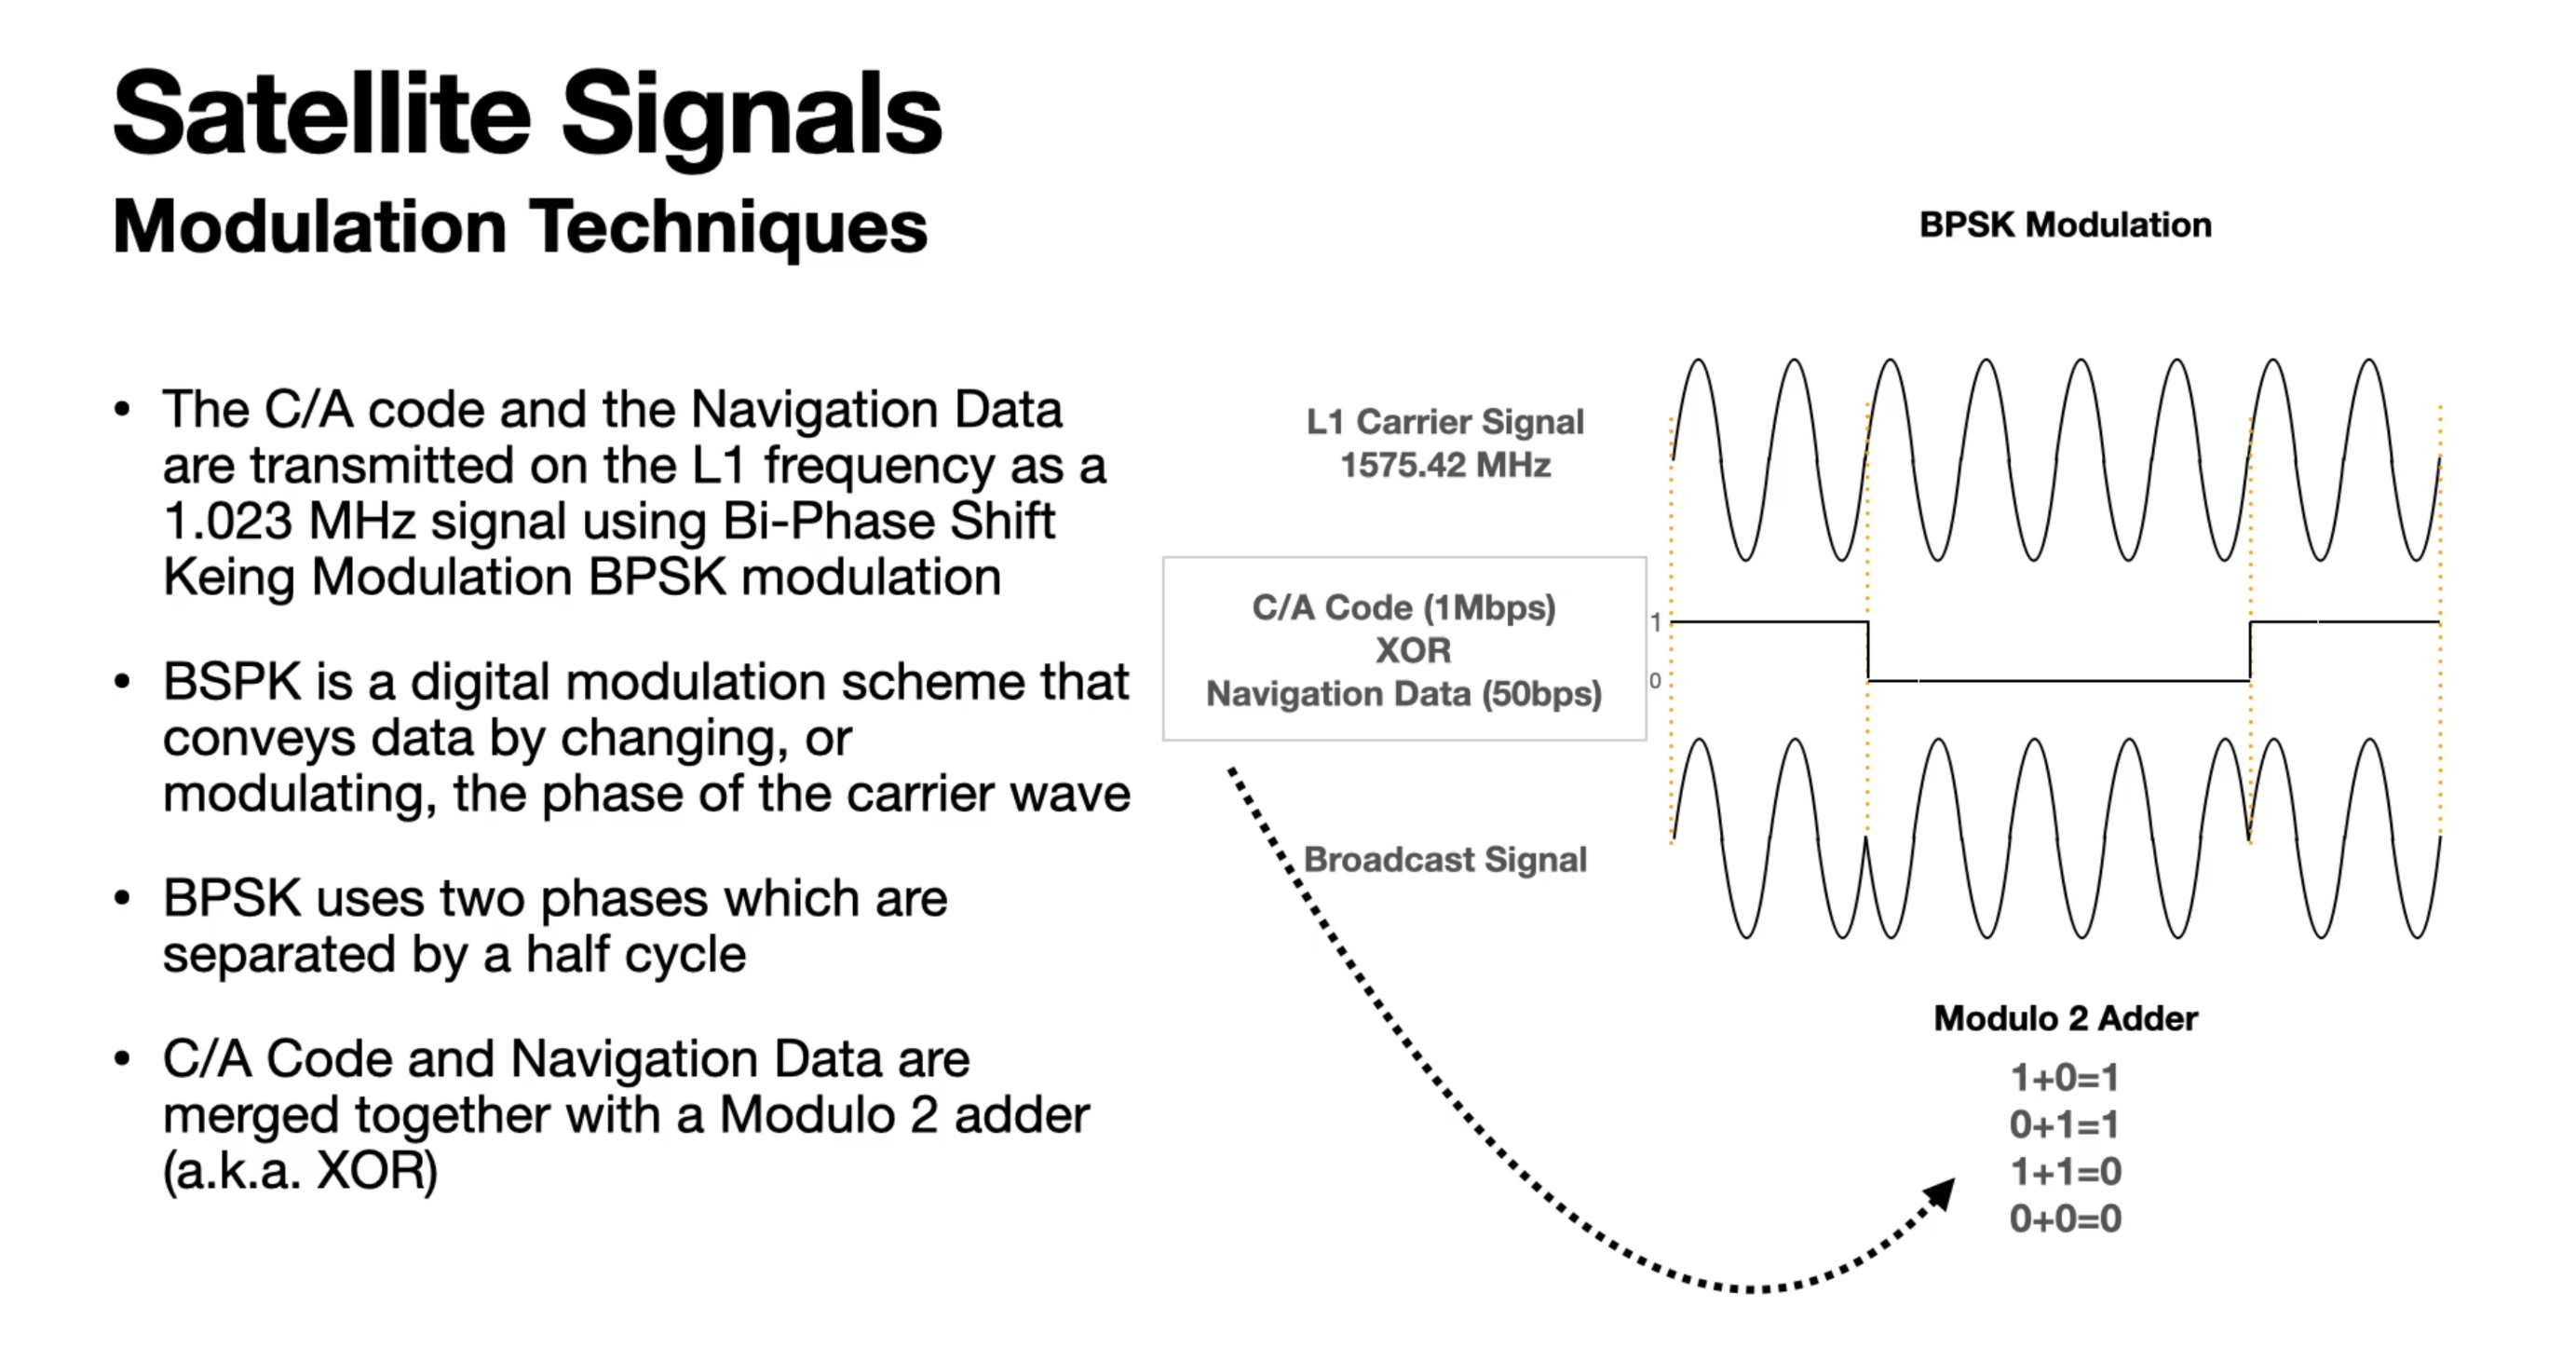 Satellite Signals
Modulation Techniques
• The C/A code and the Navigation Data
are transmitted on the L1 frequency as a
1.023 MHz signal using Bi-Phase Shift
Keing Modulation BPSK modulation
• BSPK is a digital modulation scheme that
conveys data by changing, or
modulating, the phase of the carrier wave
• BPSK uses two phases which are
separated by a half cycle
• C/A Code and Navigation Data are
merged together with a Modulo 2 adder
(a.k.a. XOR)
BPSK Modulation
L1 Carrier Signal
1575.42 MHz
C/A Code (1Mbps)
XOR
Navigation Data (50bps)
1
0
Broadcast Signal
Modulo 2 Adder
1+0=1
0+1=1
1+1=0
0+0=0